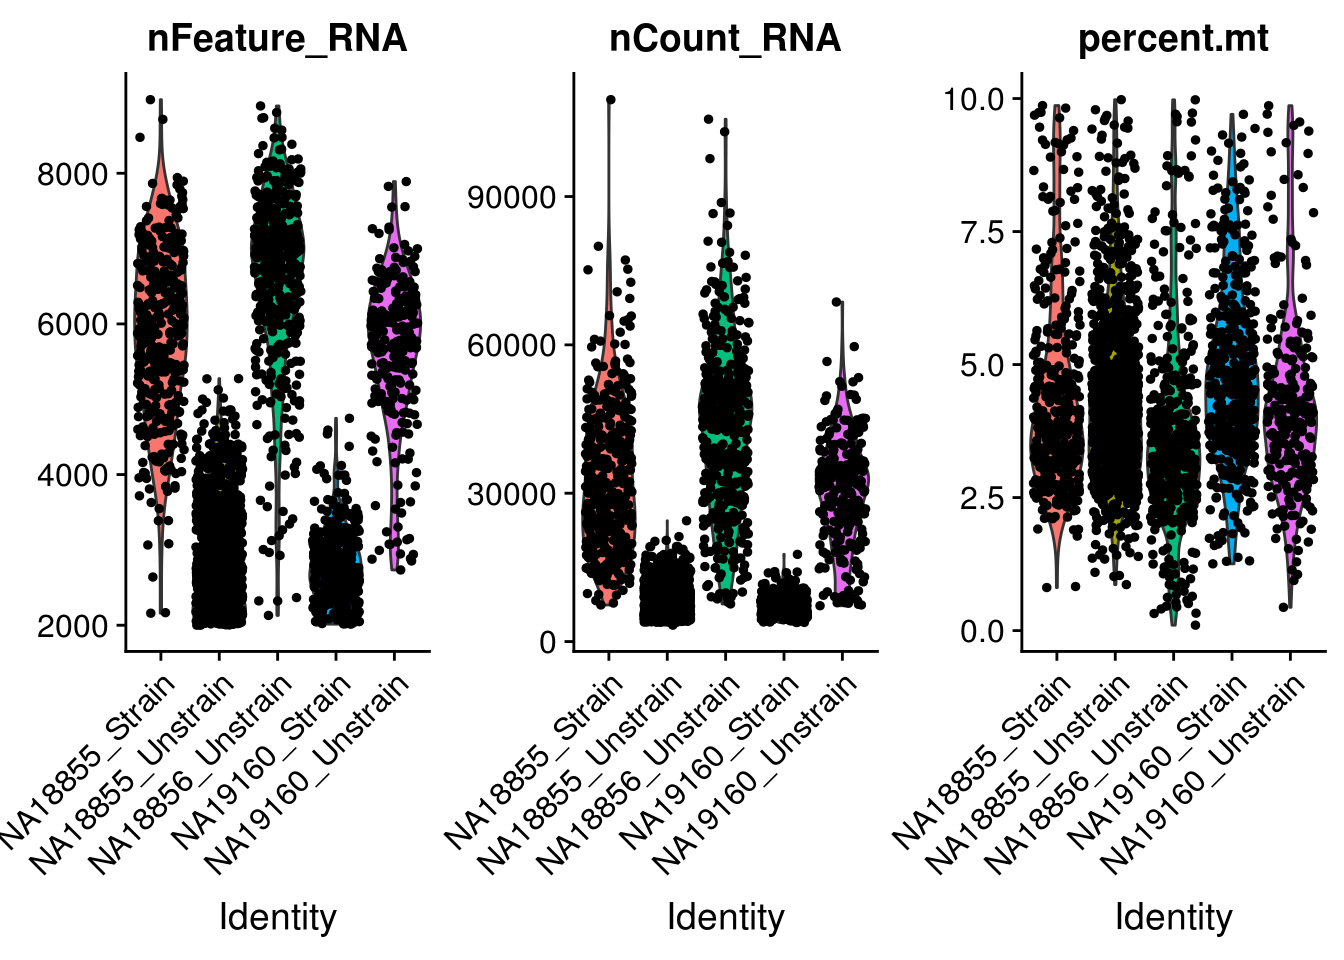 nFeature_RNA
8000
6000
4000
2000
NA18855_Strain
NA18855_Unstrain
NA18856_Unstrain
NA19160_Strain
NA19160_Unstrain
Identity
nCount_RNA
90000
60000
30000
0
NA18855_Strain
NA18855_Unstrain
NA18856_Unstrain
NA19160_Strain
NA19160_Unstrain
Identity
percent.mt
10.0
7.5
5.0
2.5
0.0
NA18855_Strain
NA18855_Unstrain
NA18856_Unstrain
NA19160_Strain
NA19160_Unstrain
Identity